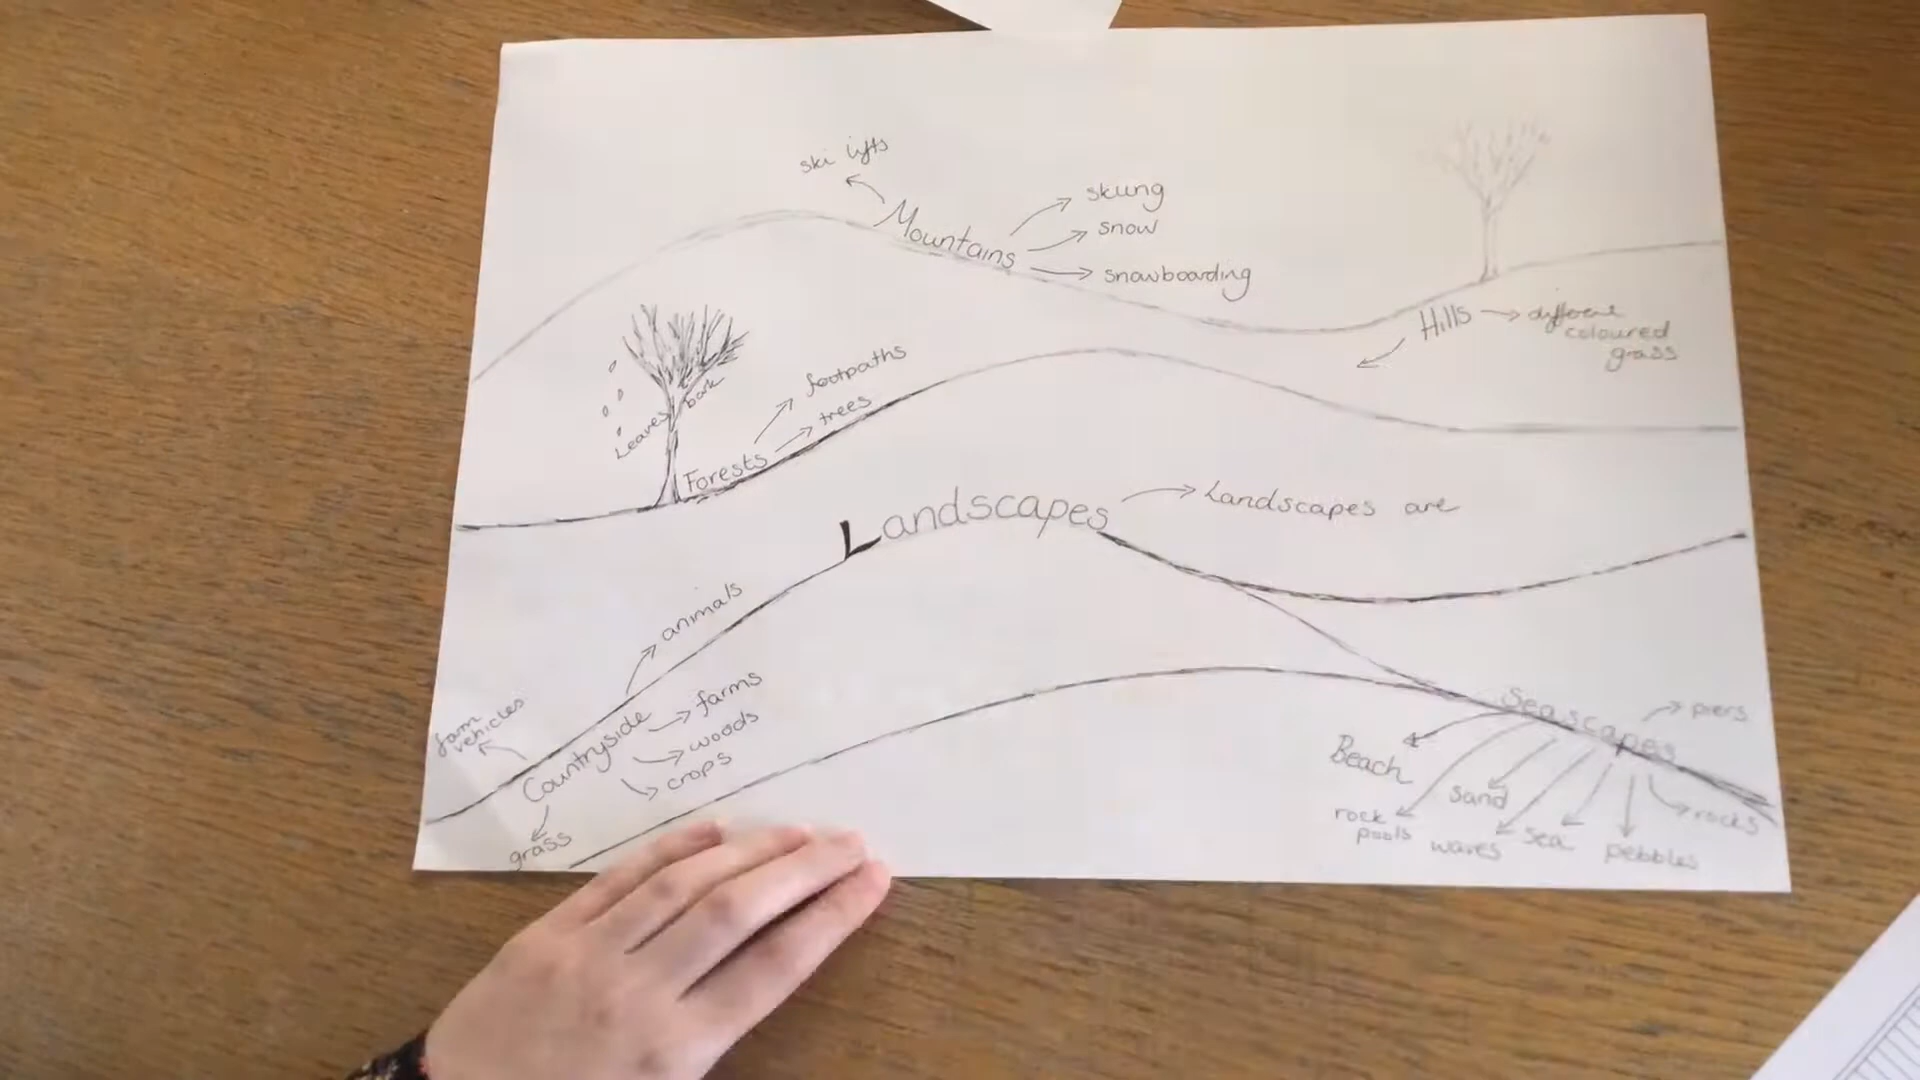 ski lifts
Mountains
skiing
snow
snowboarding
Hills
different
coloured
grass
Leaves
bark
footpaths
trees
Forests
Landscapes
Landscapes are
animals
farm
vehicles
Countryside
farms
woods
crops
grass
Seascapes
piers
Beach
rock
pools
sand
waves
sea
pebbles
rocks